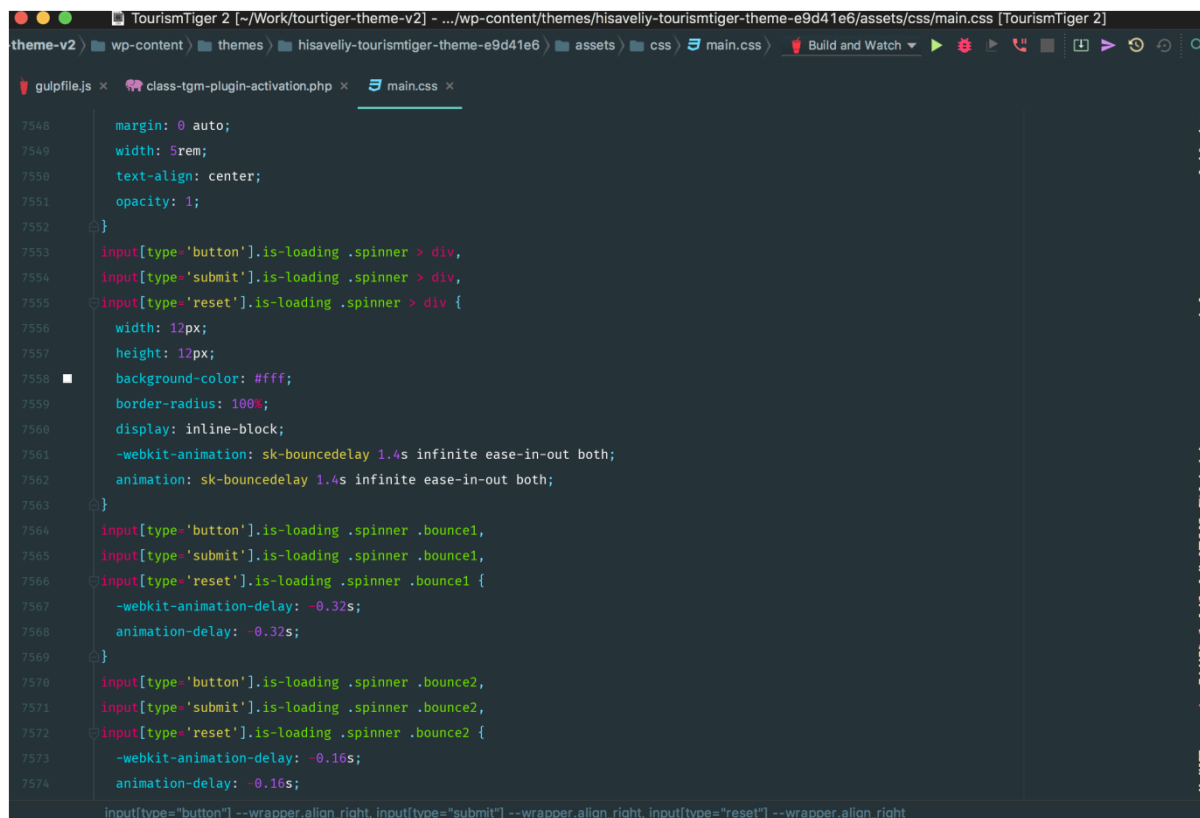 TourismTiger 2 [~/Work/tourtiger-theme-v2] - .../wp-content/themes/hisaveliy-tourismtiger-theme-e9d41e6/assets/css/main.css [TourismTiger 2]
-theme-v2 wp-content themes hisaveliy-tourismtiger-theme-e9d41e6 assets css main.css Build and Watch
gulpfile.js class-tgm-plugin-activation.php main.css
7548 margin: 0 auto;
7549 width: 5rem;
7550 text-align: center;
7551 opacity: 1;
7552 }
7553 input[type='button'].is-loading .spinner > div,
7554 input[type='submit'].is-loading .spinner > div,
7555 input[type='reset'].is-loading .spinner > div {
7556 width: 12px;
7557 height: 12px;
7558 background-color: #fff;
7559 border-radius: 100%;
7560 display: inline-block;
7561 -webkit-animation: sk-bouncedelay 1.4s infinite ease-in-out both;
7562 animation: sk-bouncedelay 1.4s infinite ease-in-out both;
7563 }
7564 input[type='button'].is-loading .spinner .bounce1,
7565 input[type='submit'].is-loading .spinner .bounce1,
7566 input[type='reset'].is-loading .spinner .bounce1 {
7567 -webkit-animation-delay: -0.32s;
7568 animation-delay: -0.32s;
7569 }
7570 input[type='button'].is-loading .spinner .bounce2,
7571 input[type='submit'].is-loading .spinner .bounce2,
7572 input[type='reset'].is-loading .spinner .bounce2 {
7573 -webkit-animation-delay: -0.16s;
7574 animation-delay: -0.16s;
input[type="button"] --wrapper.align_right, input[type="submit"] --wrapper.align_right, input[type="reset"] --wrapper.align_right